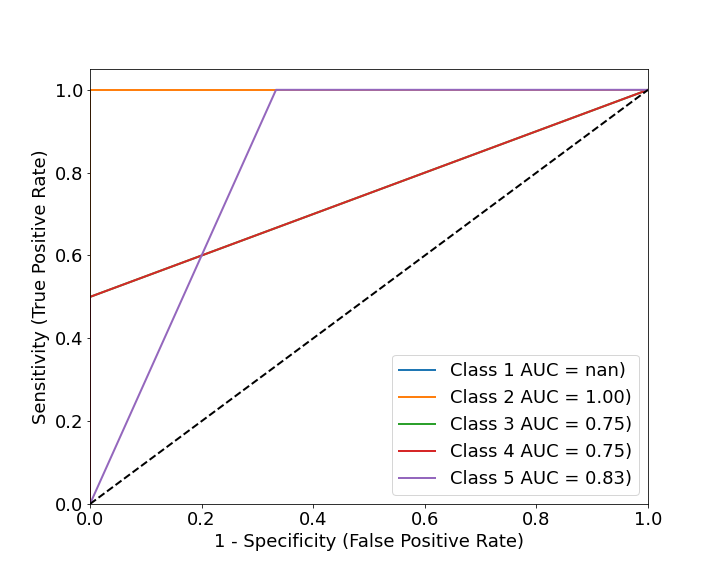 1.0
0.8
0.6
0.4
0.2
0.0
Sensitivity (True Positive Rate)
Class 1 AUC = nan)
Class 2 AUC = 1.00)
Class 3 AUC = 0.75)
Class 4 AUC = 0.75)
Class 5 AUC = 0.83)
0.0 0.2 0.4 0.6 0.8 1.0
1 - Specificity (False Positive Rate)